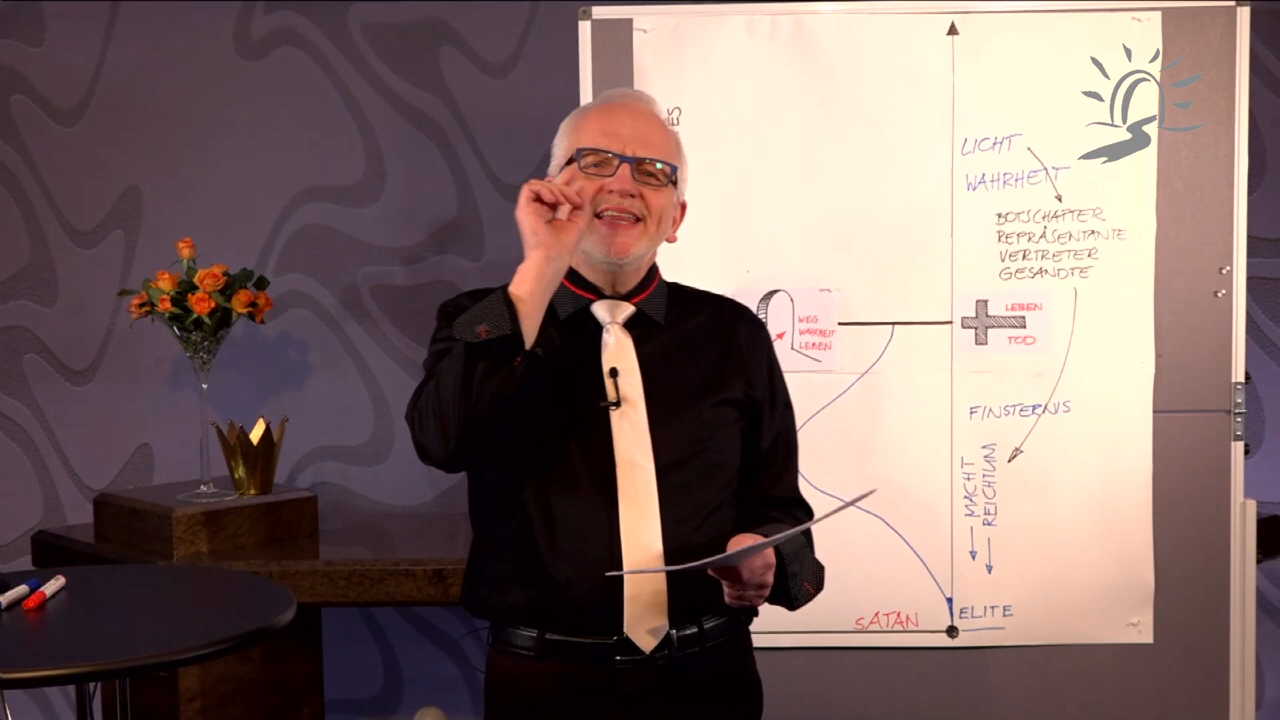 LICHT
WAHRHEIT
BOTSCHAFTER
REPRÄSENTANTE
VERTRETER
GESANDTE
WEG
WAHRHEIT
LEBEN
LEBEN
TOD
FINSTERNIS
MACHT
REICHTUM
SATAN
ELITE